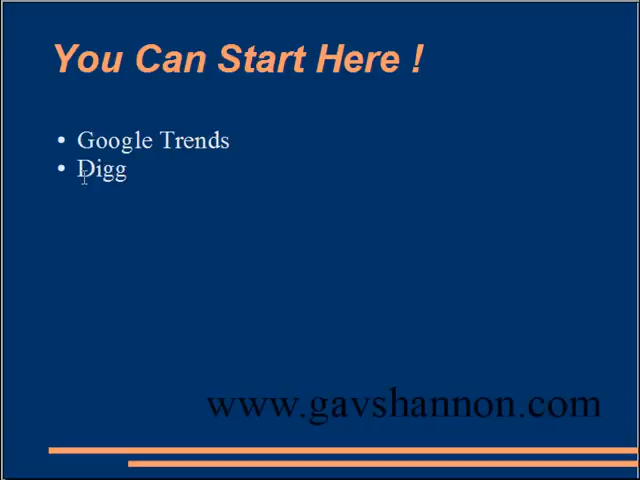 You Can Start Here !
• Google Trends
• Digg
www.gavshannon.com